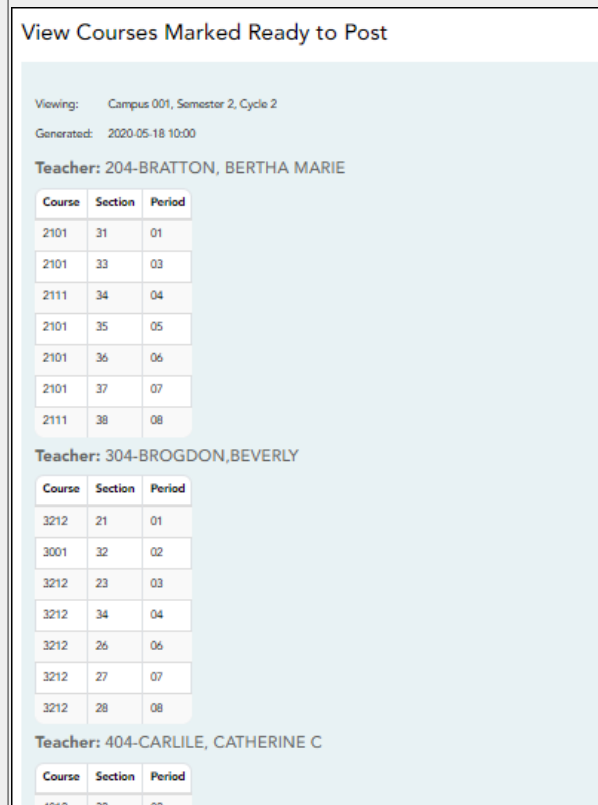 View Courses Marked Ready to Post
Viewing: Campus 001, Semester 2, Cycle 2
Generated: 2020-05-18 10:00
Teacher: 204-BRATTON, BERTHA MARIE
Course Section Period
2101 31 01
2101 33 03
2111 34 04
2101 35 05
2101 36 06
2101 37 07
2111 38 08
Teacher: 304-BROGDON,BEVERLY
Course Section Period
3212 21 01
3001 32 02
3212 23 03
3212 34 04
3212 26 06
3212 27 07
3212 28 08
Teacher: 404-CARLILE, CATHERINE C
Course Section Period